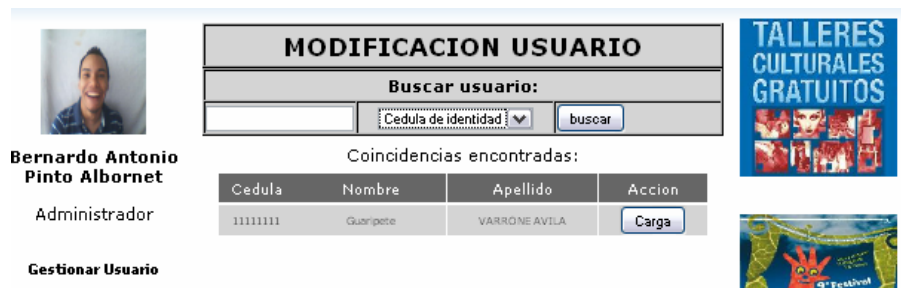 MODIFICACION USUARIO
Buscar usuario:
Cedula de identidad
buscar
Bernardo Antonio
Pinto Albornet
Administrador
Gestionar Usuario
Coincidencias encontradas:
Cedula Nombre Apellido Accion
11111111 Guaripete VARRONE AVILA Carga
TALLERES
CULTURALES
GRATUITOS
9º Festival